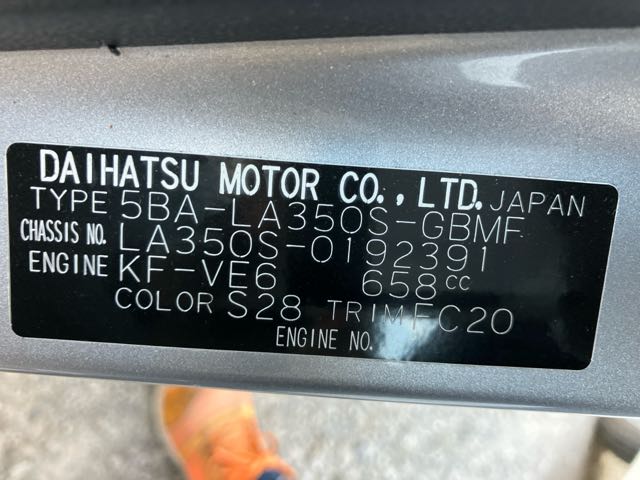 DAIHATSU MOTOR CO., LTD. JAPAN
TYPE 5BA-LA350S-GBMF
CHASSIS NO. LA350S-0192391
ENGINE KF-VE6 658cc
COLOR S28 TRIM FC20
ENGINE NO.